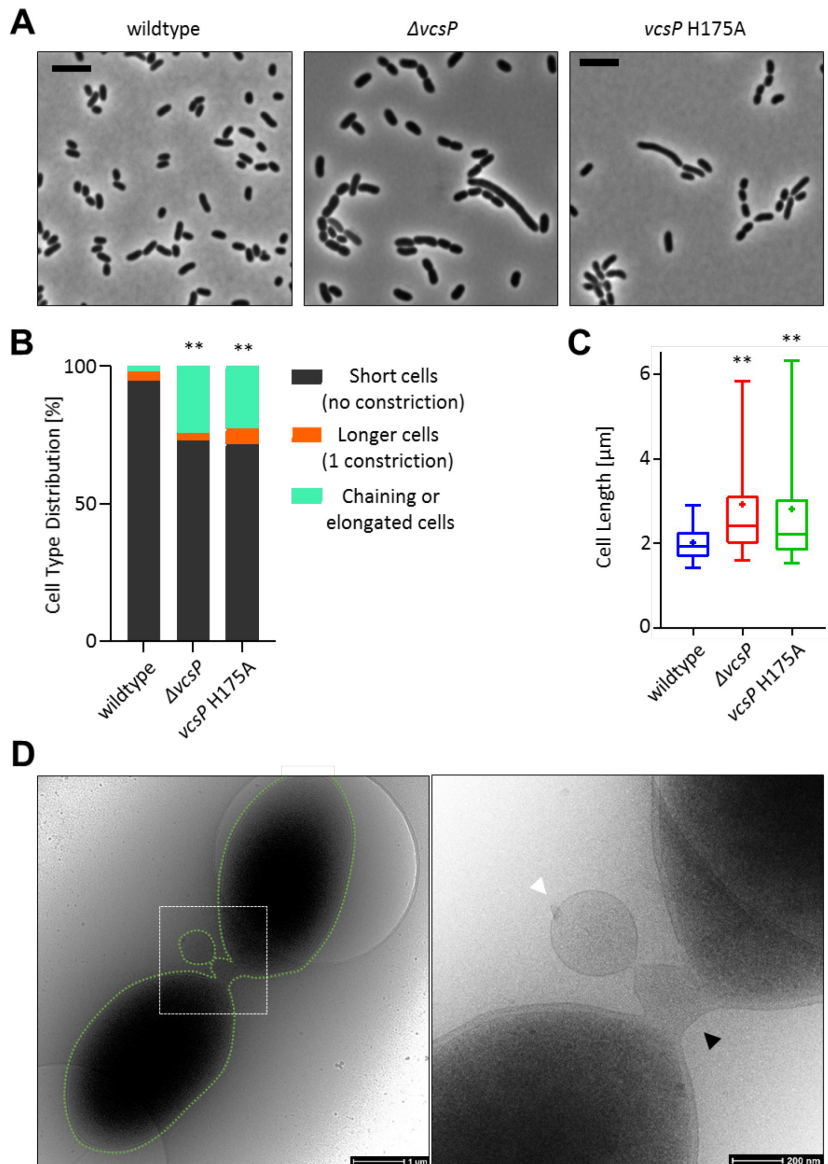 A
wildtype
ΔvcsP
vcsP H175A
B
** **
Cell Type Distribution [%]
100
50
0
wildtype
ΔvcsP
vcsP H175A
Short cells
(no constriction)
Longer cells
(1 constriction)
Chaining or
elongated cells
C
**
**
Cell Length [µm]
6
4
2
0
wildtype
ΔvcsP
vcsP H175A
D
1 µm
200 nm